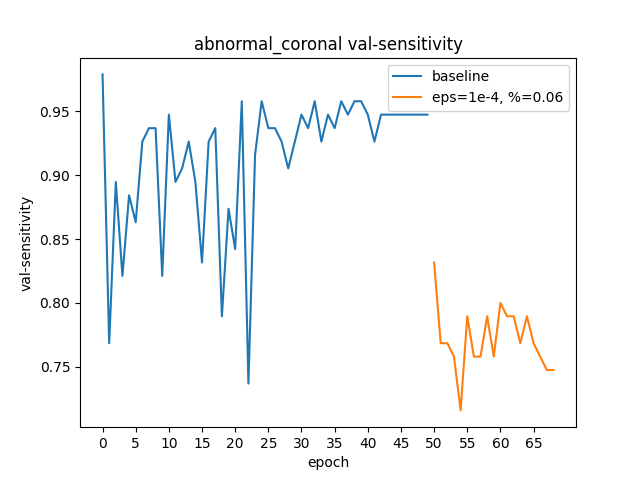 abnormal_coronal val-sensitivity
baseline
eps=1e-4, %=0.06
val-sensitivity
0.95
0.90
0.85
0.80
0.75
0 5 10 15 20 25 30 35 40 45 50 55 60 65
epoch